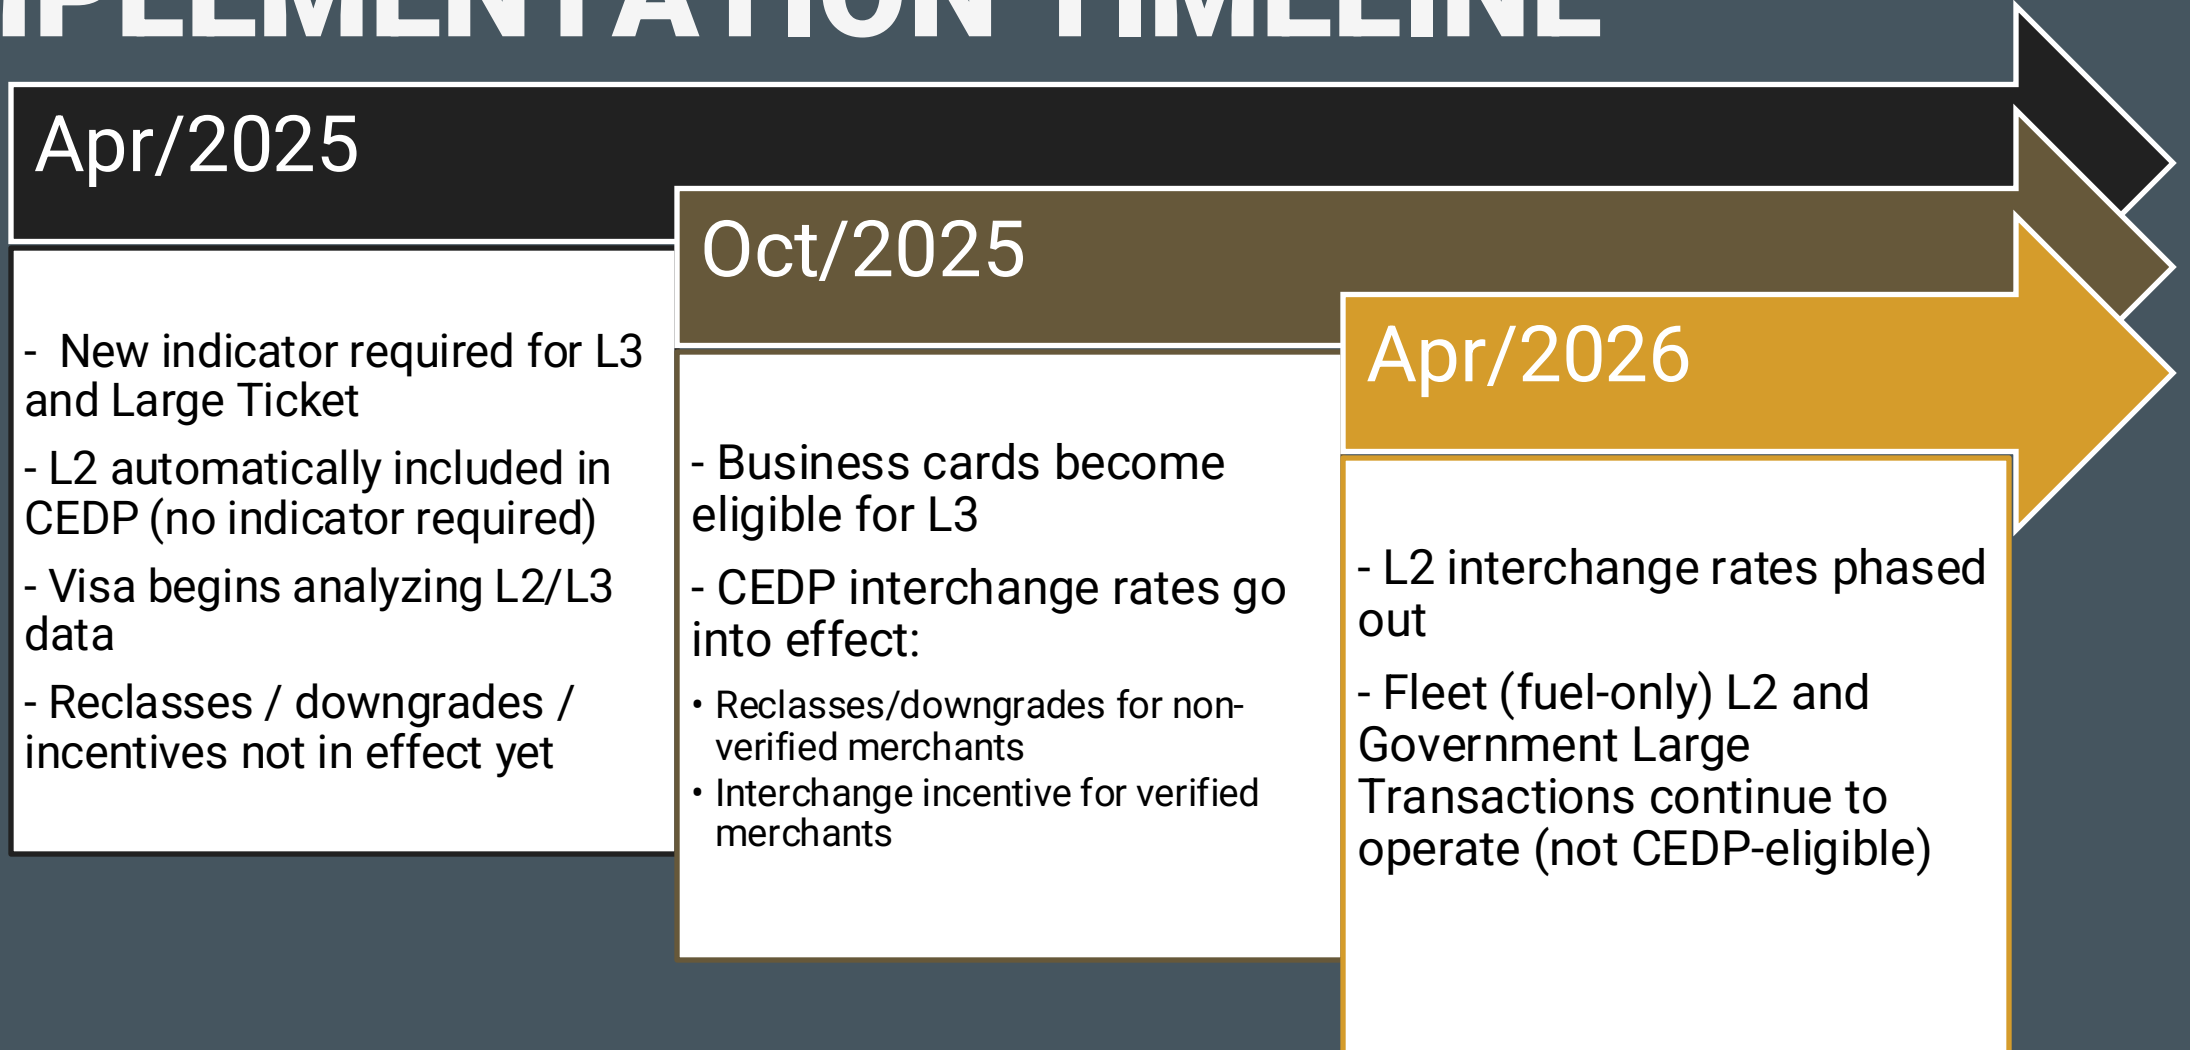 IPLEMENTATION TIMELINE
Apr/2025
- New indicator required for L3
and Large Ticket
- L2 automatically included in
CEDP (no indicator required)
- Visa begins analyzing L2/L3
data
- Reclasses / downgrades /
incentives not in effect yet
Oct/2025
- Business cards become
eligible for L3
- CEDP interchange rates go
into effect:
• Reclasses/downgrades for non-
verified merchants
• Interchange incentive for verified
merchants
Apr/2026
- L2 interchange rates phased
out
- Fleet (fuel-only) L2 and
Government Large
Transactions continue to
operate (not CEDP-eligible)